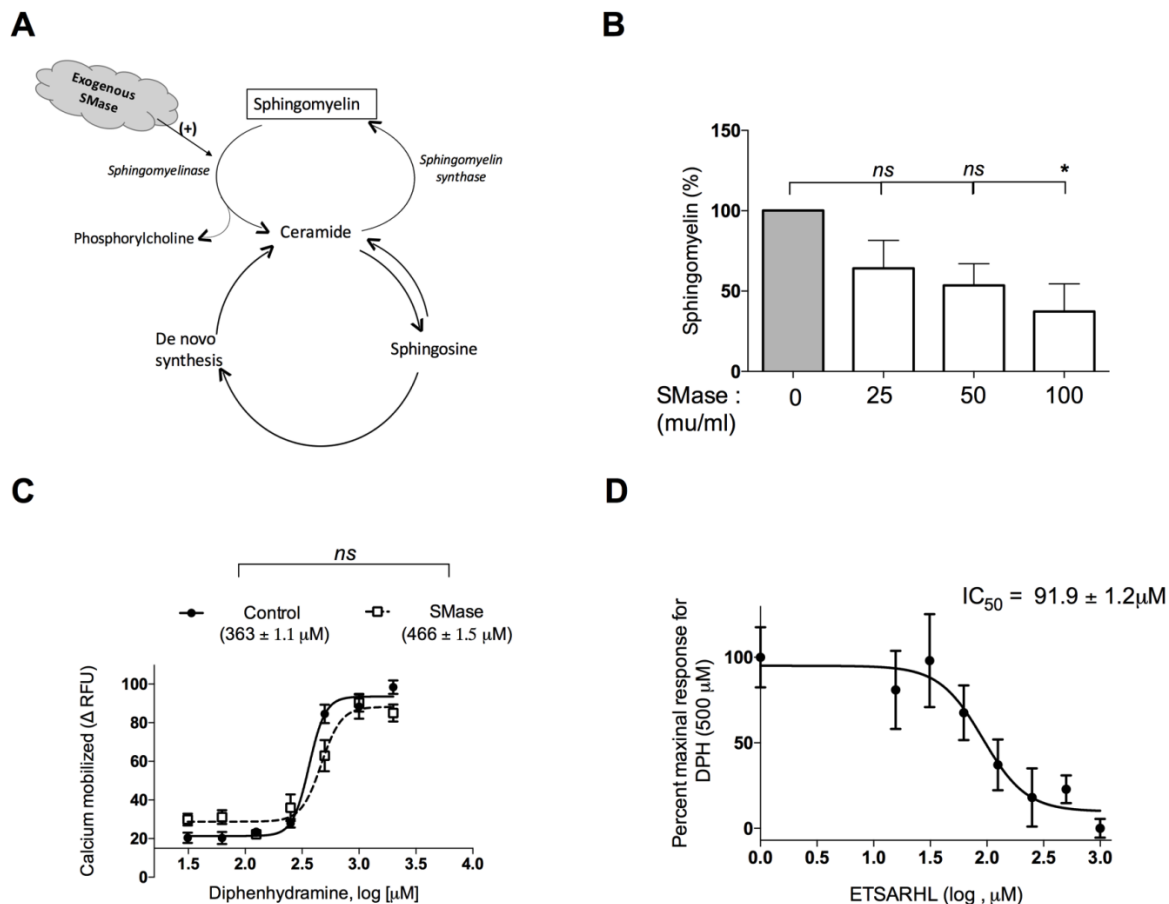 A
Exogenous
SMase
(+)
Sphingomyelin
Sphingomyelinase
Sphingomyelin
synthase
Phosphorylcholine
Ceramide
De novo
synthesis
Sphingosine
B
Sphingomyelin (%)
150
100
50
0
ns
ns
*
SMase :
(mu/ml)
0 25 50 100
C
ns
Control
(363 ± 1.1 μM)
SMase
(466 ± 1.5 μM)
Calcium mobilized (Δ RFU)
100
80
60
40
20
0
1.5 2.0 2.5 3.0 3.5 4.0
Diphenhydramine, log [μM]
D
IC50 = 91.9 ± 1.2μM
Percent maxinal response for
DPH (500 μM)
100
50
0
0.0 0.5 1.0 1.5 2.0 2.5 3.0
ETSARHL (log , μM)